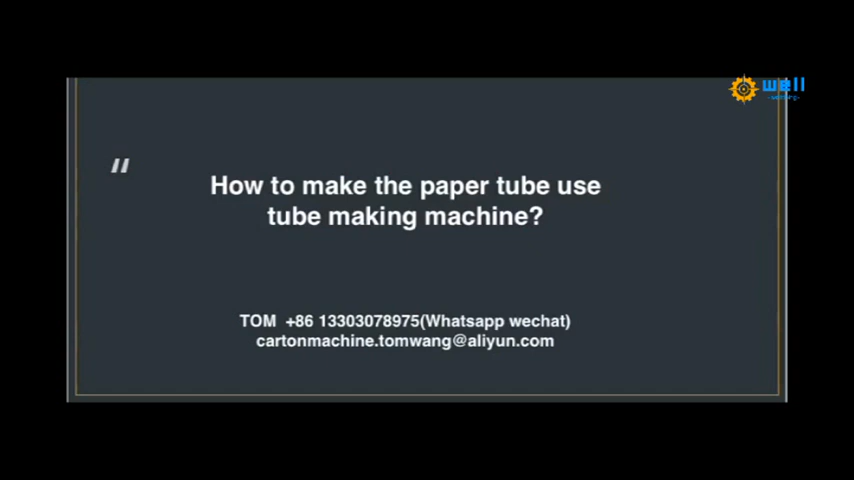 well
“
How to make the paper tube use
tube making machine?
TOM +86 13303078975(Whatsapp wechat)
cartonmachine.tomwang@aliyun.com